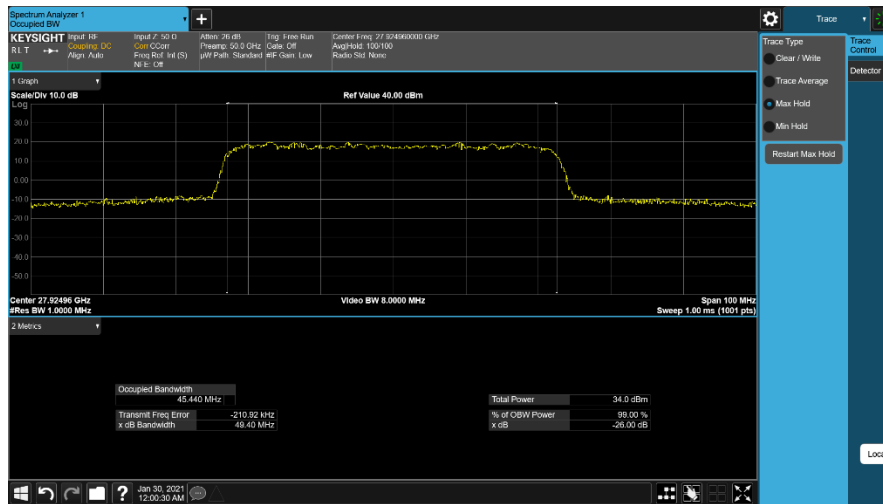 Spectrum Analyzer 1
Occupied BW
+
Trace
KEYSIGHT
Input: RF
Input Z: 50 Ω
Atten: 26 dB
Trig: Free Run
Center Freq: 27.924960000 GHz
RLT
Coupling: DC
Corr CCorr
Preamp: 50.0 GHz
Gate: Off
Avg|Hold: 100/100
Align: Auto
Freq Ref: Int (S)
µW Path: Standard
#IF Gain: Low
Radio Std: None
NFE: Off
Trace Type
Clear / Write
Trace Average
Max Hold
Min Hold
Restart Max Hold
Trace
Control
Detector
1 Graph
Scale/Div 10.0 dB
Ref Value 40.00 dBm
Log
30.0
20.0
10.0
0.00
-10.0
-20.0
-30.0
-40.0
-50.0
Center 27.92496 GHz
Video BW 8.0000 MHz
Span 100 MHz
#Res BW 1.0000 MHz
Sweep 1.00 ms (1001 pts)
2 Metrics
Occupied Bandwidth
45.440 MHz
Total Power
34.0 dBm
Transmit Freq Error
-210.92 kHz
% of OBW Power
99.00 %
x dB Bandwidth
49.40 MHz
x dB
-26.00 dB
Loca
?
Jan 30, 2021
12:00:30 AM